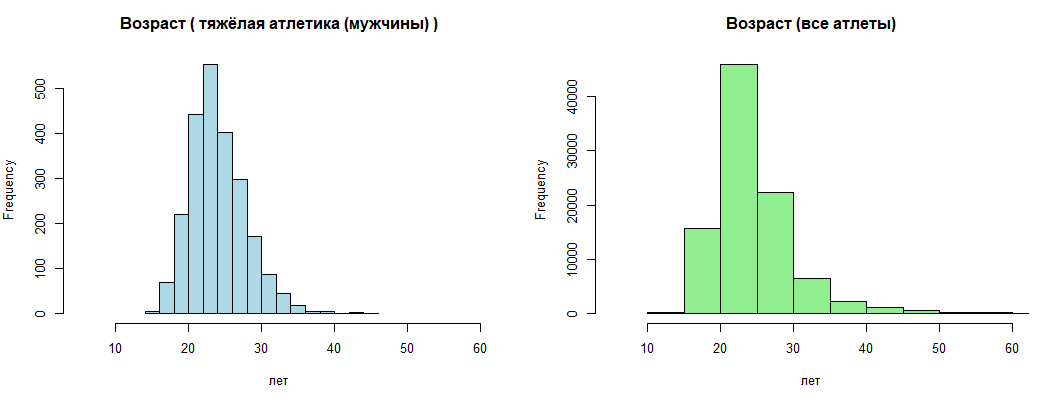 Возраст ( тяжёлая атлетика (мужчины) )
Frequency
500
400
300
200
100
0
10 20 30 40 50 60
лет
Возраст (все атлеты)
Frequency
40000
30000
20000
10000
0
10 20 30 40 50 60
лет